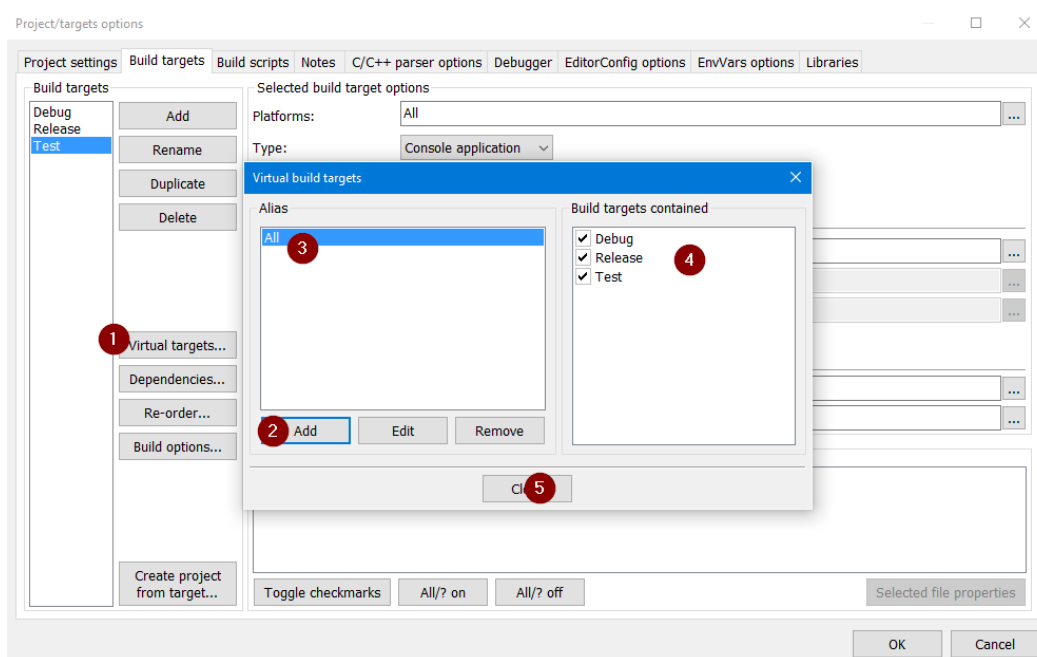 Project/targets options
Project settings Build targets Build scripts Notes C/C++ parser options Debugger EditorConfig options EnvVars options Libraries
Build targets
Debug
Release
Test
Add
Rename
Duplicate
Delete
1
Virtual targets...
Dependencies...
Re-order...
Build options...
Create project
from target...
Selected build target options
Platforms: All ...
Type: Console application
Virtual build targets
Alias
All
3
2 Add Edit Remove
Build targets contained
Debug
Release
Test
4
Cl 5
...
...
...
...
...
Toggle checkmarks All/? on All/? off Selected file properties
OK Cancel